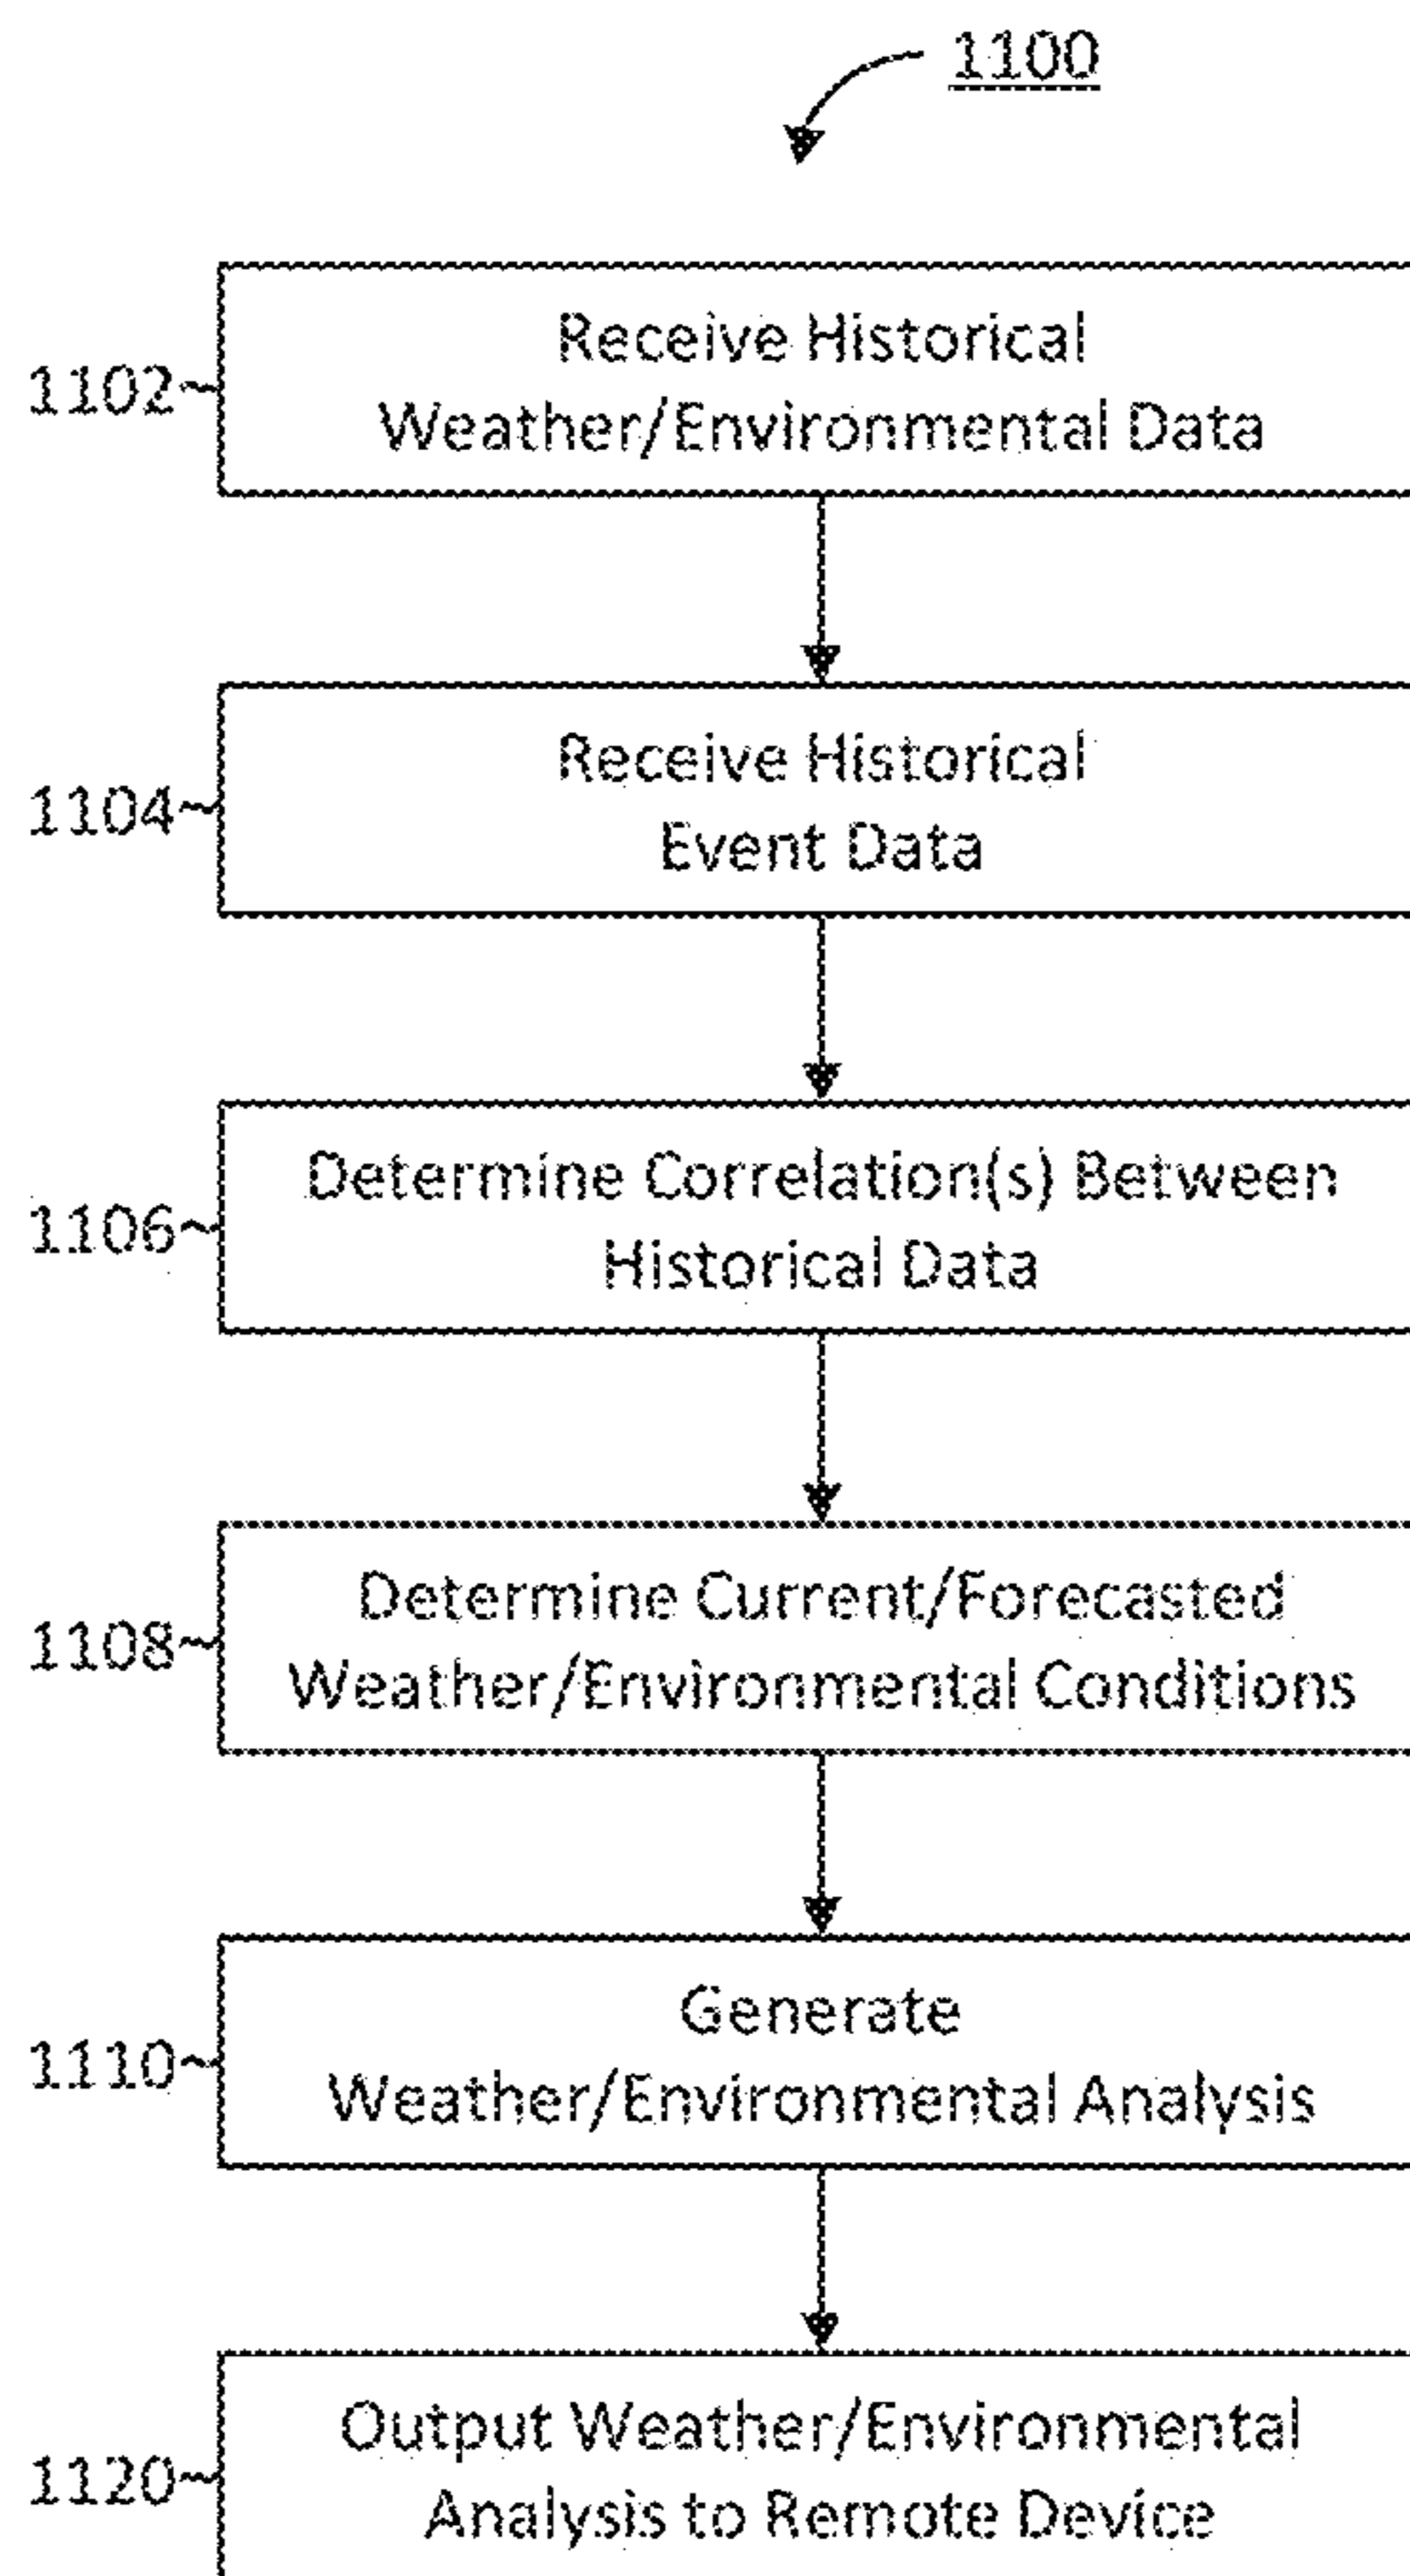 1100
1102
Receive Historical
Weather/Environmental Data
1104
Receive Historical
Event Data
1106
Determine Correlation(s) Between
Historical Data
1108
Determine Current/Forecasted
Weather/Environmental Conditions
1110
Generate
Weather/Environmental Analysis
1120
Output Weather/Environmental
Analysis to Remote Device